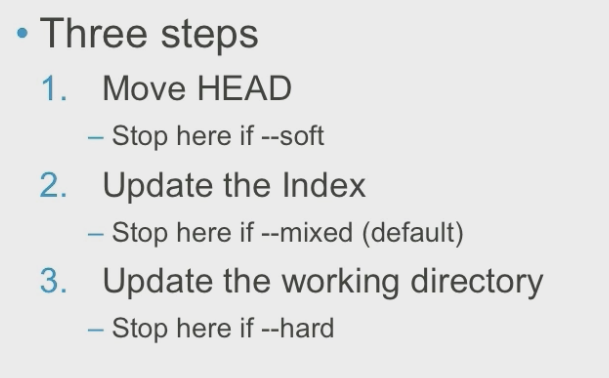 • Three steps
1. Move HEAD
– Stop here if --soft
2. Update the Index
– Stop here if --mixed (default)
3. Update the working directory
– Stop here if --hard